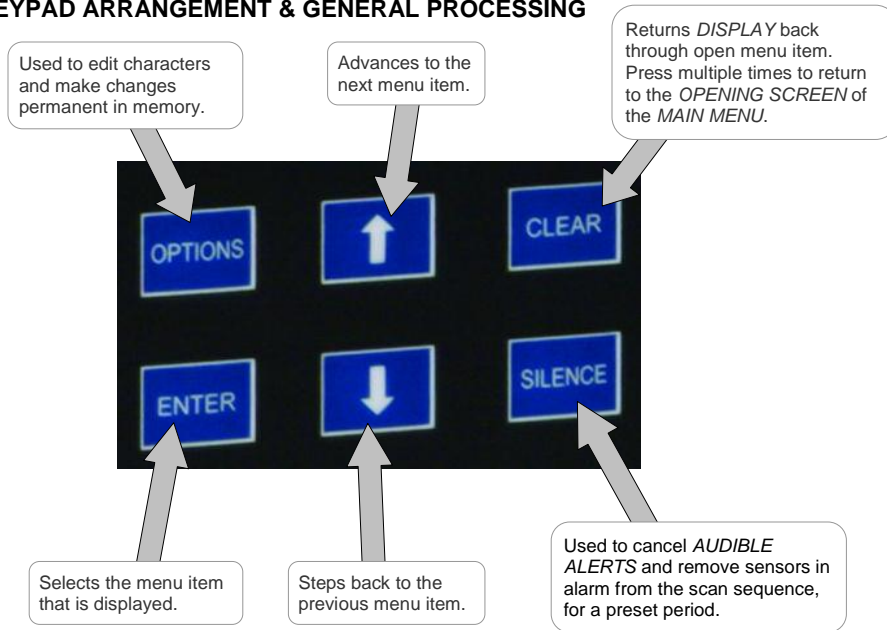 EYPAD ARRANGEMENT & GENERAL PROCESSING
Used to edit characters
and make changes
permanent in memory.
Advances to the
next menu item.
Returns DISPLAY back
through open menu item.
Press multiple times to return
to the OPENING SCREEN of
the MAIN MENU.
OPTIONS
CLEAR
ENTER
SILENCE
Selects the menu item
that is displayed.
Steps back to the
previous menu item.
Used to cancel AUDIBLE
ALERTS and remove sensors in
alarm from the scan sequence,
for a preset period.